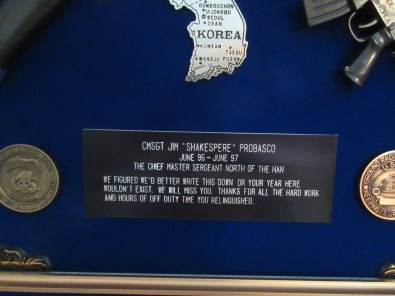 DONGDUCHON
UIJONGBU
SEOUL
OSAN
KOREA
KUNSAN
TAEGU
KWANGJU
PUSAN
CMSGT JIM "SHAKESPERE" PROBASCO
JUNE 96 - JUNE 97
THE CHIEF MASTER SERGEANT NORTH OF THE HAN
WE FIGURED WE'D BETTER WRITE THIS DOWN OR YOUR YEAR HERE
WOULDN'T EXIST. WE WILL MISS YOU. THANKS FOR ALL THE HARD WORK
AND HOURS OF OFF DUTY TIME YOU RELINQUISHED.